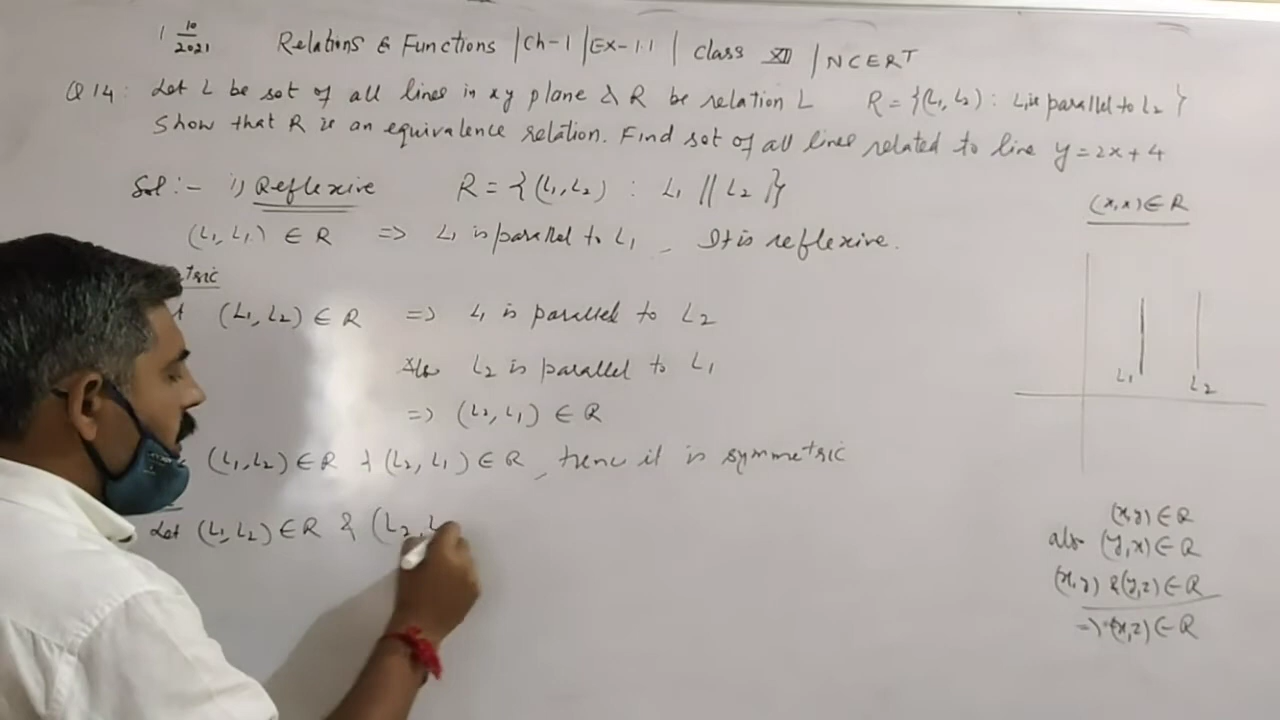 1 10/2021 Relations & Functions | Ch-1 | Ex-1.1 | Class XII | NCERT
Q 14: Let L be set of all lines in xy plane & R be relation L R = {(L₁, L₂) : L₁ is parallel to L₂}
Show that R is an equivalence relation. Find set of all lines related to line y = 2x + 4
Sol :- i) Reflexive R = {(L₁, L₂) : L₁ || L₂}
(L₁, L₁) ∈ R => L₁ is parallel to L₁, It is reflexive.
tric
(L₁, L₂) ∈ R => L₁ is parallel to L₂
Also L₂ is parallel to L₁
=> (L₂, L₁) ∈ R
(L₁, L₂) ∈ R & (L₂, L₁) ∈ R, hence it is symmetric
Let (L₁, L₂) ∈ R & (L₂, L
(x,x) ∈ R
L₁ L₂
(x,y) ∈ R
also (y,x) ∈ R
(x,y) & (y,z) ∈ R
=> (x,z) ∈ R